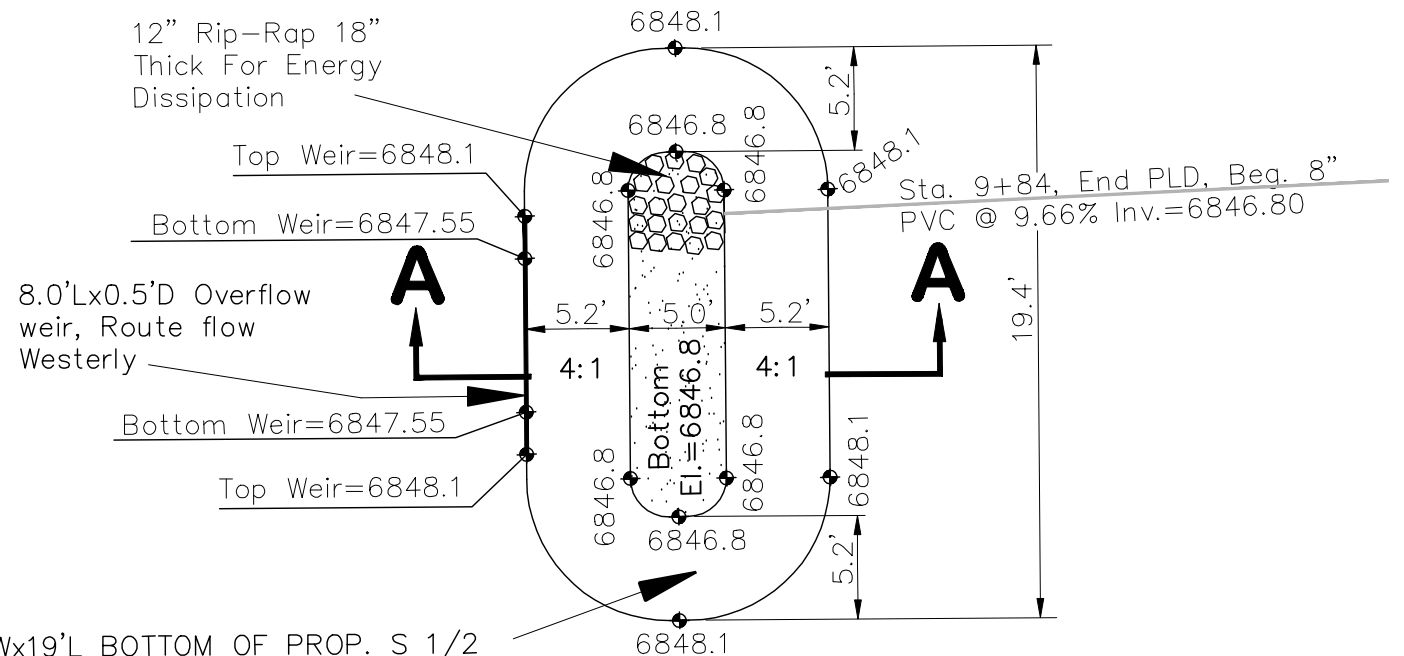 6848.1
12" Rip-Rap 18"
Thick For Energy
Dissipation
5.2'
6846.8
6846.8
6848.1
Top Weir=6848.1
6846.8
Sta. 9+84, End PLD, Beg. 8"
PVC @ 9.66% Inv.=6846.80
Bottom Weir=6847.55
A
A
8.0'Lx0.5'D Overflow
weir, Route flow
Westerly
5.2'
5.0'
5.2'
19.4'
4:1
4:1
Bottom
El.=6846.8
Bottom Weir=6847.55
6846.8
6846.8
6848.1
Top Weir=6848.1
6846.8
5.2'
x19'L BOTTOM OF PROP. S 1/2
6848.1